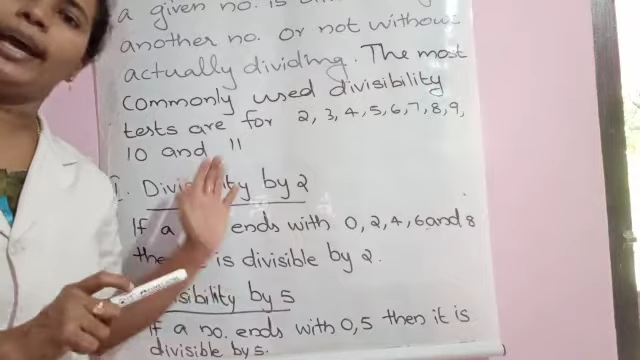 a given no. is
another no. or not without
actually dividing. The most
commonly used divisibility
tests are for 2, 3, 4, 5, 6, 7, 8, 9,
10 and 11
I. Divisibility by 2
If a ends with 0, 2, 4, 6 and 8
is divisible by 2.
by 5
If a no. ends with 0, 5 then it is
divisible by 5.